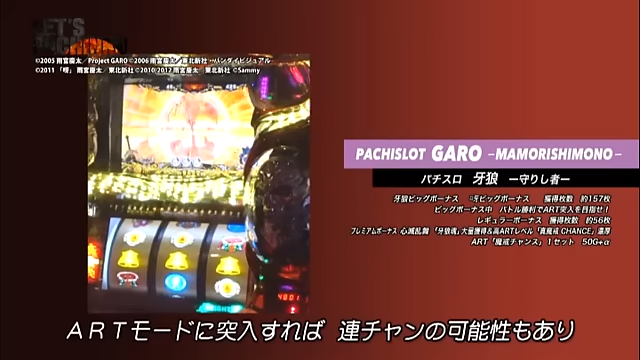 LET'S
©2005 雨宮慶太／Project GARO ©2006 雨宮慶太／東北新社・バンダイビジュアル
©2011 「呀」 雨宮慶太／東北新社 ©2010/2012 雨宮慶太／東北新社 ©Sammy
PACHISLOT GARO –MAMORISHIMONO–
パチスロ 牙狼 ー守りし者ー
牙狼ビッグボーナス 呀ビッグボーナス 獲得枚数 約157枚
ビッグボーナス中 バトル勝利でART突入を目指せ！
レギュラーボーナス 獲得枚数 約56枚
プレミアムボーナス 心滅乱舞 「牙狼魂」大量獲得＆高ARTレベル「真魔戒 CHANCE」濃厚
ART「魔戒チャンス」 1セット 50G+α
ＡＲＴモードに突入すれば 連チャンの可能性もあり